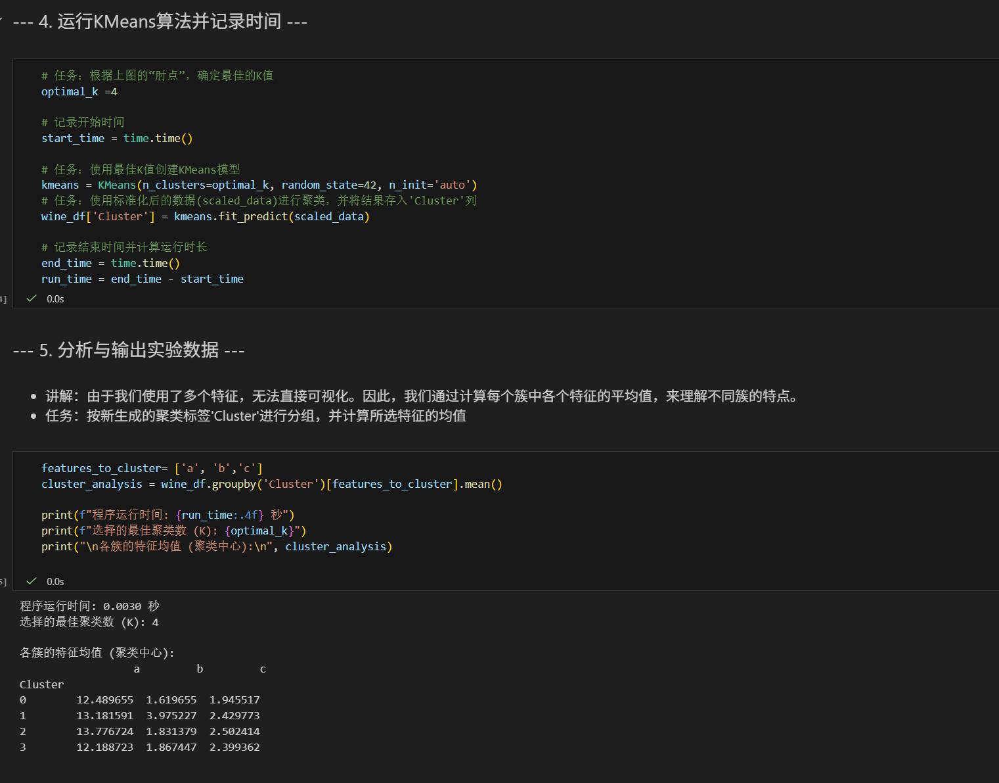 --- 4. 运行KMeans算法并记录时间 ---
# 任务：根据上图的“肘点”，确定最佳的K值
optimal_k =4
# 记录开始时间
start_time = time.time()
# 任务：使用最佳K值创建KMeans模型
kmeans = KMeans(n_clusters=optimal_k, random_state=42, n_init='auto')
# 任务：使用标准化后的数据(scaled_data)进行聚类，并将结果存入'Cluster'列
wine_df['Cluster'] = kmeans.fit_predict(scaled_data)
# 记录结束时间并计算运行时长
end_time = time.time()
run_time = end_time - start_time
0.0s
--- 5. 分析与输出实验数据 ---
• 讲解：由于我们使用了多个特征，无法直接可视化。因此，我们通过计算每个簇中各个特征的平均值，来理解不同簇的特点。
• 任务：按新生成的聚类标签'Cluster'进行分组，并计算所选特征的均值
features_to_cluster= ['a', 'b','c']
cluster_analysis = wine_df.groupby('Cluster')[features_to_cluster].mean()
print(f"程序运行时间: {run_time:.4f} 秒")
print(f"选择的最佳聚类数 (K): {optimal_k}")
print("\n各簇的特征均值 (聚类中心):\n", cluster_analysis)
0.0s
程序运行时间: 0.0030 秒
选择的最佳聚类数 (K): 4
各簇的特征均值 (聚类中心):
a b c
Cluster
0 12.489655 1.619655 1.945517
1 13.181591 3.975227 2.429773
2 13.776724 1.831379 2.502414
3 12.188723 1.867447 2.399362